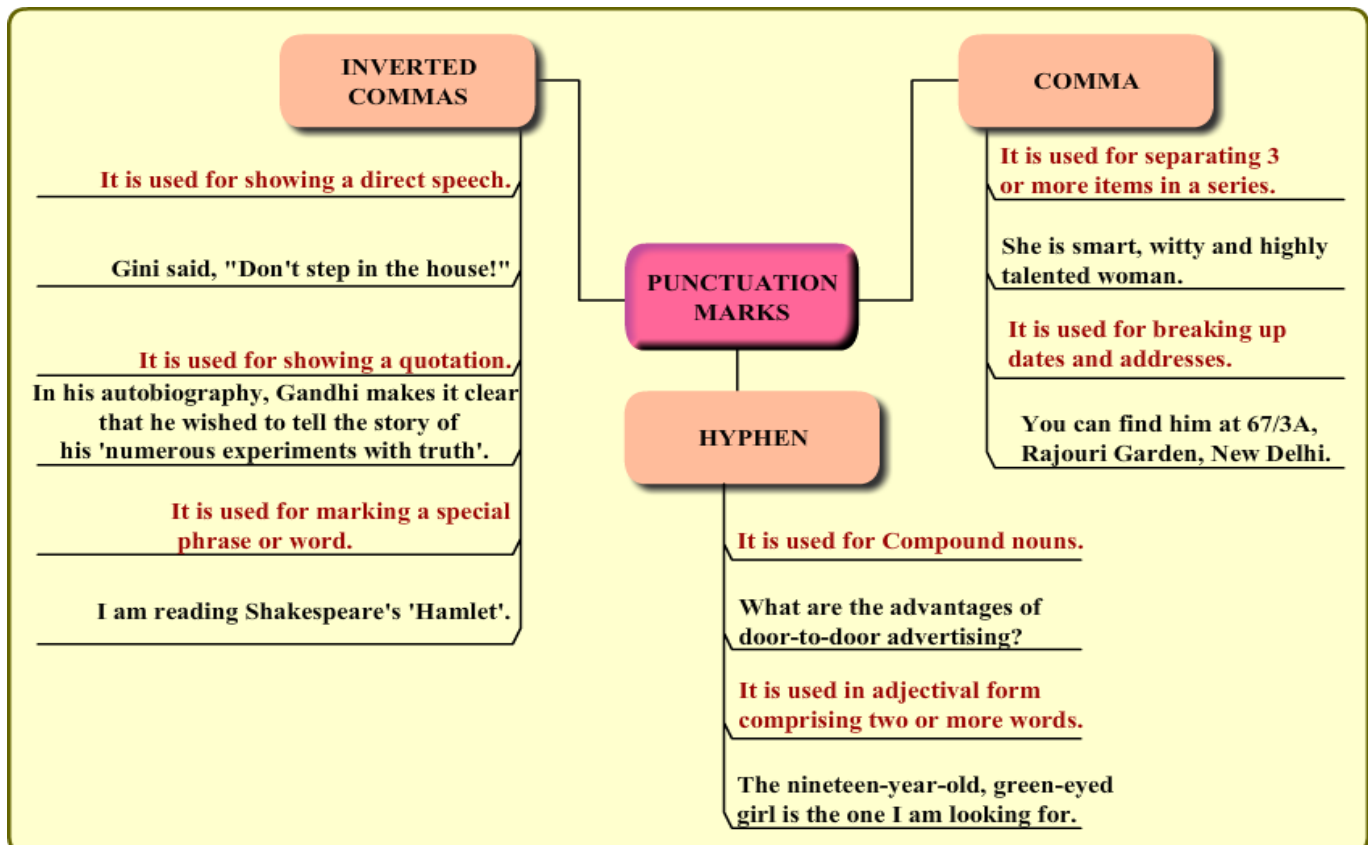 PUNCTUATION
MARKS
INVERTED
COMMAS
It is used for showing a direct speech.
Gini said, "Don't step in the house!"
It is used for showing a quotation.
In his autobiography, Gandhi makes it clear
that he wished to tell the story of
his 'numerous experiments with truth'.
It is used for marking a special
phrase or word.
I am reading Shakespeare's 'Hamlet'.
COMMA
It is used for separating 3
or more items in a series.
She is smart, witty and highly
talented woman.
It is used for breaking up
dates and addresses.
You can find him at 67/3A,
Rajouri Garden, New Delhi.
HYPHEN
It is used for Compound nouns.
What are the advantages of
door-to-door advertising?
It is used in adjectival form
comprising two or more words.
The nineteen-year-old, green-eyed
girl is the one I am looking for.